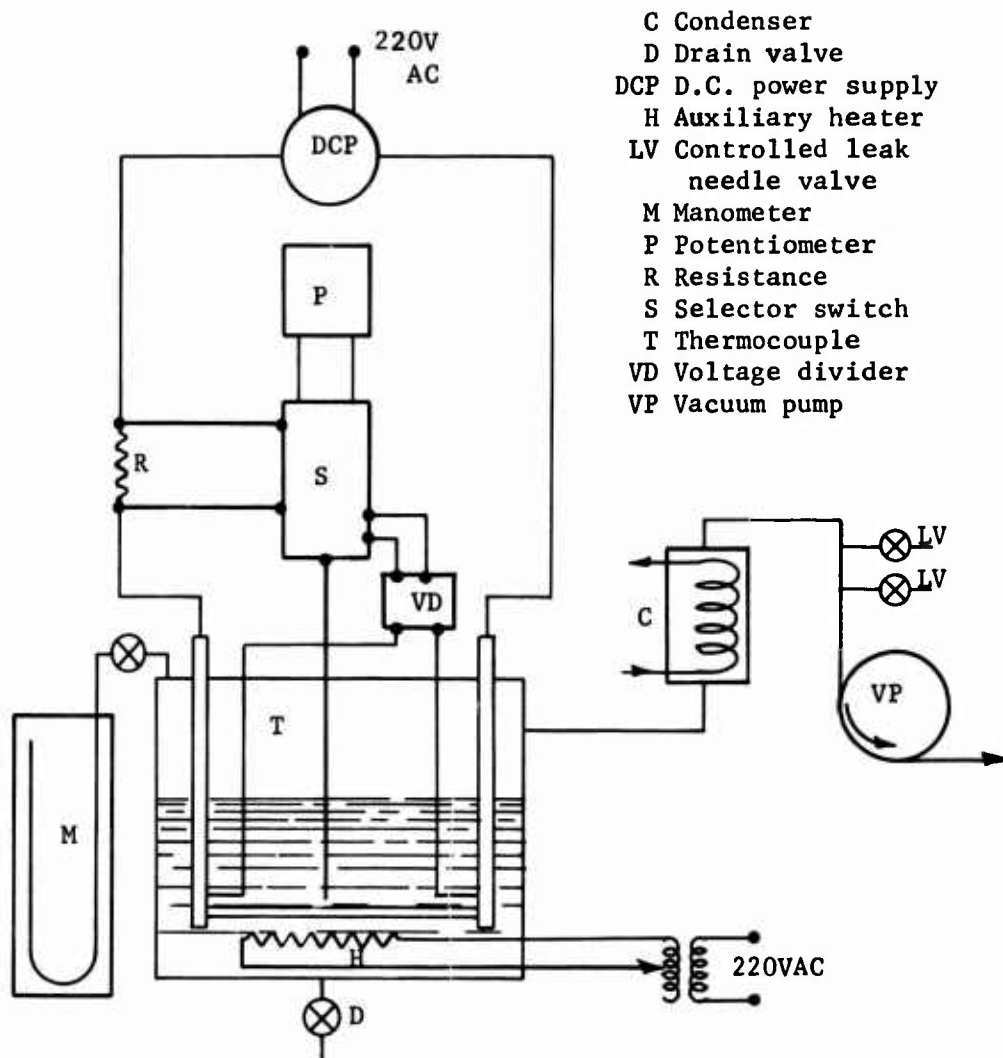 220V
AC
DCP
C Condenser
D Drain valve
DCP D.C. power supply
H Auxiliary heater
LV Controlled leak
needle valve
M Manometer
P Potentiometer
R Resistance
S Selector switch
T Thermocouple
VD Voltage divider
VP Vacuum pump
P
R
S
LV
LV
VD
C
VP
T
M
H
220VAC
D